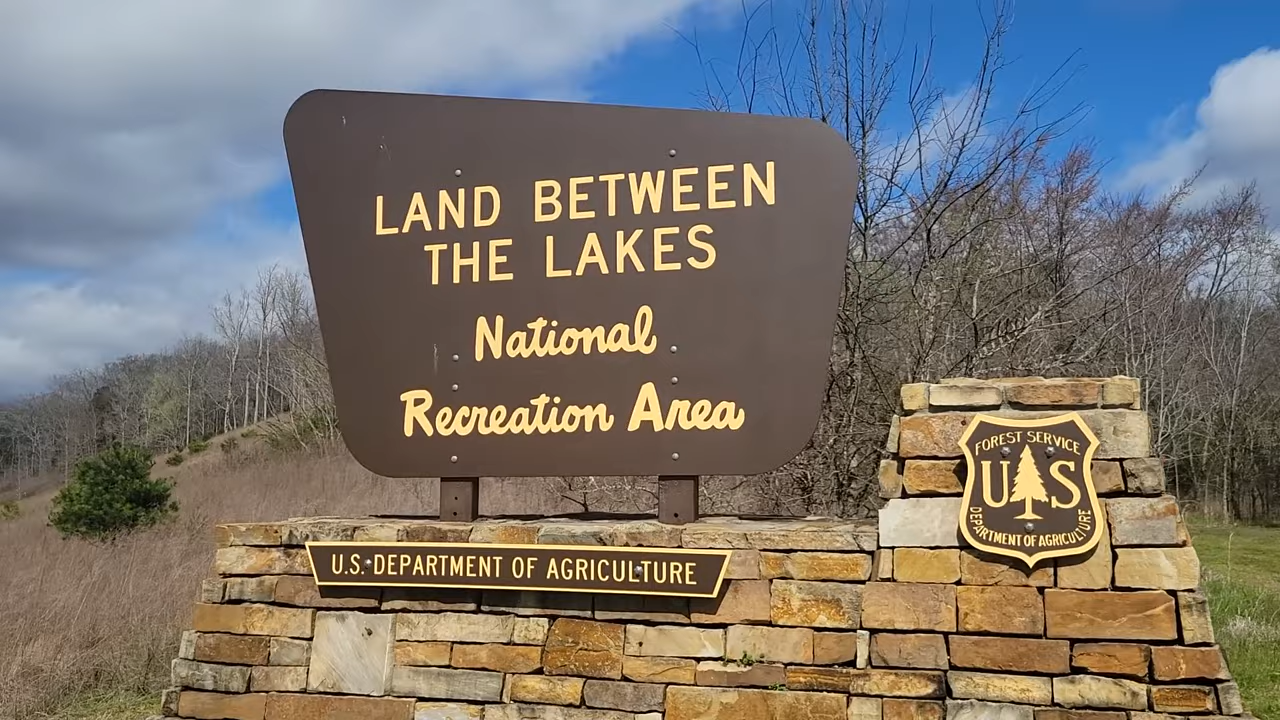 LAND BETWEEN
THE LAKES
National
Recreation Area
U.S. DEPARTMENT OF AGRICULTURE
FOREST SERVICE
U S
DEPARTMENT OF AGRICULTURE